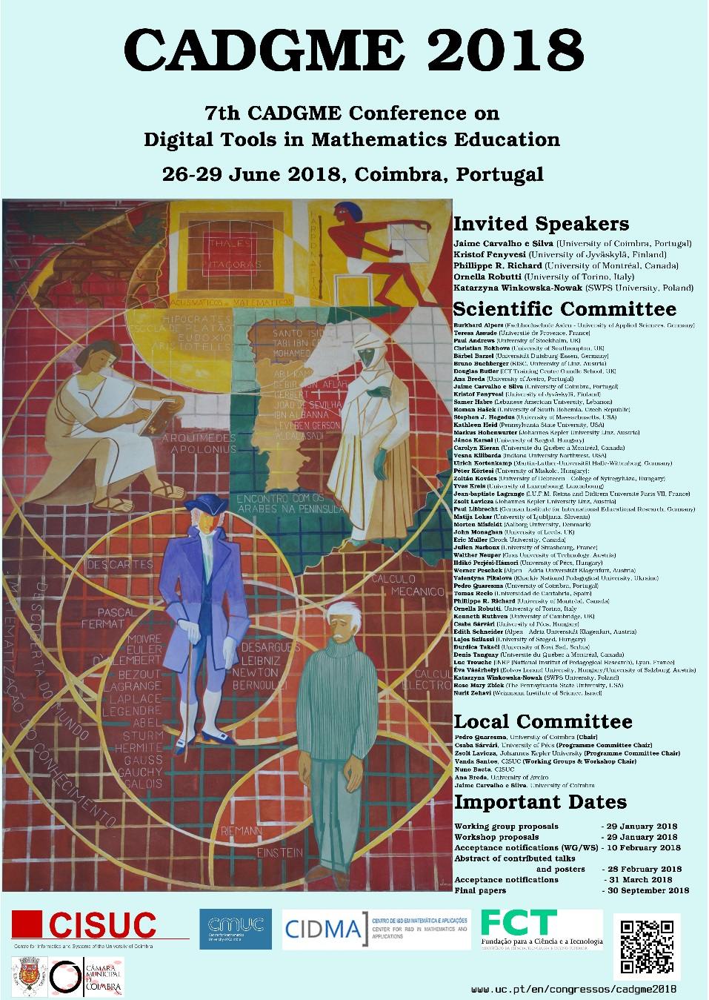 CADGME 2018
7th CADGME Conference on
Digital Tools in Mathematics Education
26-29 June 2018, Coimbra, Portugal
HARPEDONAPTA
THALES
PITAGORAS
ACUSMATICOS E MATEMATICOS
HIPOCRATES
ESCOLA DE PLATÃO
EUDOXIO
ARISTOTELES
SANTO ISIDORO
TABI IBN
MOHAMED
GERBERT
JOÃO DE SEVILHA
IBN ALBANNA
LEVI BEN GERSON
ALCALASADI
ARQUIMEDES
APOLONIUS
ENCONTRO COM OS
ARABES NA PENINSULA
DESCARTES
PASCAL
FERMAT
MOIVRE
EULER
D'ALEMBERT
BEZOUT
LAGRANGE
LAPLACE
LEGENDRE
ABEL
STURM
HERMITE
GAUSS
GAUCHY
GALOIS
DESARGUES
LEIBNIZ
NEWTON
BERNOULLI
CALCULO
MECANICO
CALCUL
ELECTRO
DESCOBERTA DO MUNDO
MATEMATIZAÇÃO DO CONHECIMENTO
RIEMANN
EINSTEIN
Invited Speakers
Jaime Carvalho e Silva (University of Coimbra, Portugal)
Kristof Fenyvesi (University of Jyväskylä, Finland)
Phillippe R. Richard (University of Montréal, Canada)
Ornella Robutti (University of Torino, Italy)
Katarzyna Winkowska-Nowak (SWPS University, Poland)
Scientific Committee
Burkhard Alpers (Fachhochschule Aalen - University of Applied Sciences, Germany)
Teresa Assude (Université de Provence, France)
Paul Andrews (University of Stockholm, UK)
Christian Bokhove (University of Southampton, UK)
Bärbel Barzel (Universität Duisburg-Essen, Germany)
Bruno Buchberger (RISC, University of Linz, Austria)
Douglas Butler (ICT Training Centre Oundle School, UK)
Ana Breda (University of Aveiro, Portugal)
Jaime Carvalho e Silva (University of Coimbra, Portugal)
Kristof Fenyvesi (University of Jyväskylä, Finland)
Samer Habre (Lebanese American University, Lebanon)
Roman Hašek (University of South Bohemia, Czech Republic)
Stephen J. Hegedus (University of Massachusetts, USA)
Kathleen Heid (Pennsylvania State University, USA)
Markus Hohenwarter (Johannes Kepler University Linz, Austria)
János Karsai (University of Szeged, Hungary)
Carolyn Kieran (Université du Québec à Montréal, Canada)
Vesna Kilibarda (Indiana University Northwest, USA)
Ulrich Kortenkamp (Martin-Luther-Universität Halle-Wittenberg, Germany)
Péter Körtesi (University of Miskolc, Hungary);
Zoltán Kovács (University of Debrecen - College of Nyíregyháza, Hungary)
Yves Kreis (University of Luxembourg, Luxembourg)
Jean-baptiste Lagrange (I.U.F.M. Reims and Didirem Université Paris VII, France)
Zsolt Lavicza (Johannes Kepler University Linz, Austria)
Paul Libbrecht (German Institute for International Educational Research, Germany)
Matija Lokar (University of Ljubljana, Slovenia)
Morten Misfeldt (Aalborg University, Denmark)
John Monaghan (University of Leeds, UK)
Eric Muller (Brock University, Canada)
Julien Narboux (University of Strasbourg, France)
Walther Neuper (Graz University of Technology, Austria)
Ildikó Perjési-Hámori (University of Pécs, Hungary)
Werner Peschek (Alpen - Adria Universität Klagenfurt, Austria)
Valentyna Pikalova (Kharkiv National Pedagogical University, Ukraine)
Pedro Quaresma (University of Coimbra, Portugal)
Tomas Recio (Universidad de Cantabria, Spain)
Phillippe R. Richard (University of Montréal, Canada)
Ornella Robutti, University of Torino, Italy
Kenneth Ruthven (University of Cambridge, UK)
Csaba Sárvári (University of Pécs, Hungary)
Edith Schneider (Alpen - Adria Universität Klagenfurt, Austria)
Lajos Szilassi (University of Szeged, Hungary)
Đurđica Takači (University of Novi Sad, Serbia)
Denis Tanguay (Université du Québec à Montréal, Canada)
Luc Trouche (INRP (National Institut of Pedagogical Research), Lyon, France)
Éva Vásárhelyi (Eotvos Lorand University, Hungary/University of Salzburg, Austria)
Katarzyna Winkowska-Nowak (SWPS University, Poland)
Rose Mary Zbiek (The Pennsylvania State University, USA)
Nurit Zehavi (Weizmann Institute of Science, Israel)
Local Committee
Pedro Quaresma, University of Coimbra (Chair)
Csaba Sárvári, University of Pécs (Programme Committee Chair)
Zsolt Lavicza, Johannes Kepler University (Programme Committee Chair)
Vanda Santos, CISUC (Working Groups & Workshop Chair)
Nuno Baeta, CISUC
Ana Breda, University of Aveiro
Jaime Carvalho e Silva, University of Coimbra
Important Dates
Working group proposals - 29 January 2018
Workshop proposals - 29 January 2018
Acceptance notifications (WG/WS) - 10 February 2018
Abstract of contributed talks
and posters - 28 February 2018
Acceptance notifications - 31 March 2018
Final papers - 30 September 2018
CISUC
Centre for Informatics and Systems of the University of Coimbra
cmuc
Centre for Mathematics
University of Coimbra
CIDMA
CENTRO DE I&D EM MATEMÁTICA E APLICAÇÕES
CENTER FOR R&D IN MATHEMATICS AND
APPLICATIONS
FCT
Fundação para a Ciência e a Tecnologia
MINISTÉRIO DA CIÊNCIA, TECNOLOGIA E ENSINO SUPERIOR
CÂMARA
MUNICIPAL
DE
COIMBRA
www.uc.pt/en/congressos/cadgme2018